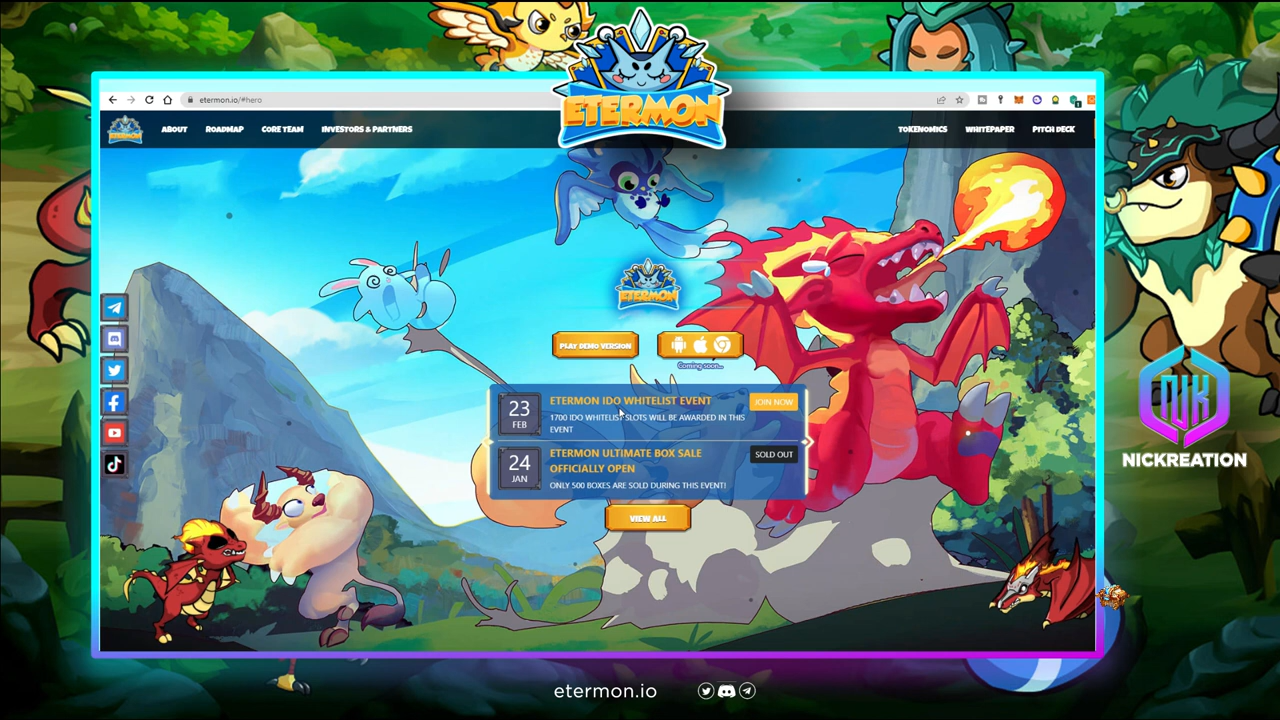 ETERMON
etermon.io/#hero
ETERMON
ABOUT
ROADMAP
CORE TEAM
INVESTORS & PARTNERS
TOKENOMICS
WHITEPAPER
PITCH DECK
ETERMON
PLAY DEMO VERSION
Coming soon...
23
FEB
ETERMON IDO WHITELIST EVENT
1700 IDO WHITELIST SLOTS WILL BE AWARDED IN THIS
EVENT
JOIN NOW
24
JAN
ETERMON ULTIMATE BOX SALE
OFFICIALLY OPEN
ONLY 500 BOXES ARE SOLD DURING THIS EVENT!
SOLD OUT
VIEW ALL
NK
NICKREATION
etermon.io